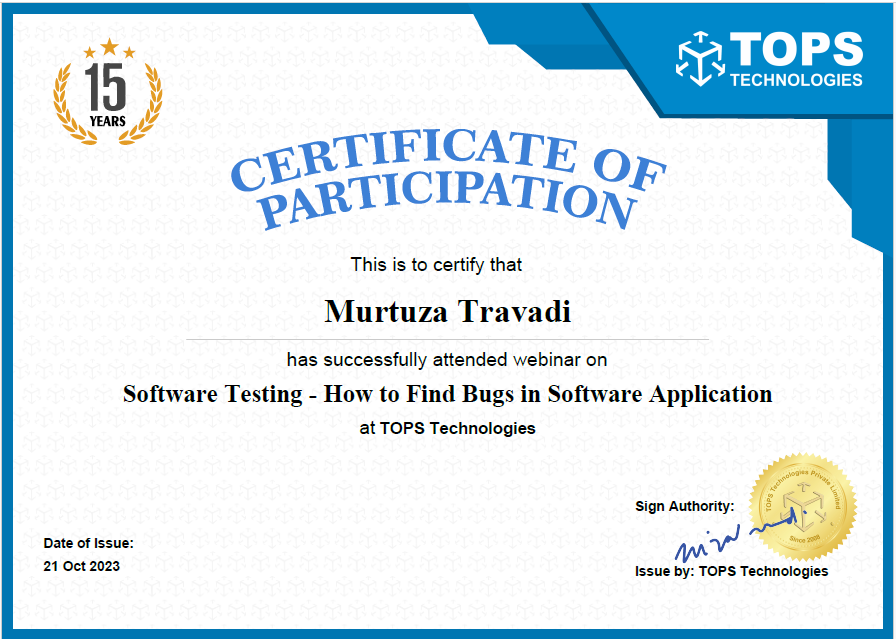 15
YEARS
TOPS
TECHNOLOGIES
CERTIFICATE OF
PARTICIPATION
This is to certify that
Murtuza Travadi
has successfully attended webinar on
Software Testing - How to Find Bugs in Software Application
at TOPS Technologies
Sign Authority:
TOPS Technologies Private Limited
Since 2008
Date of Issue:
21 Oct 2023
Issue by: TOPS Technologies